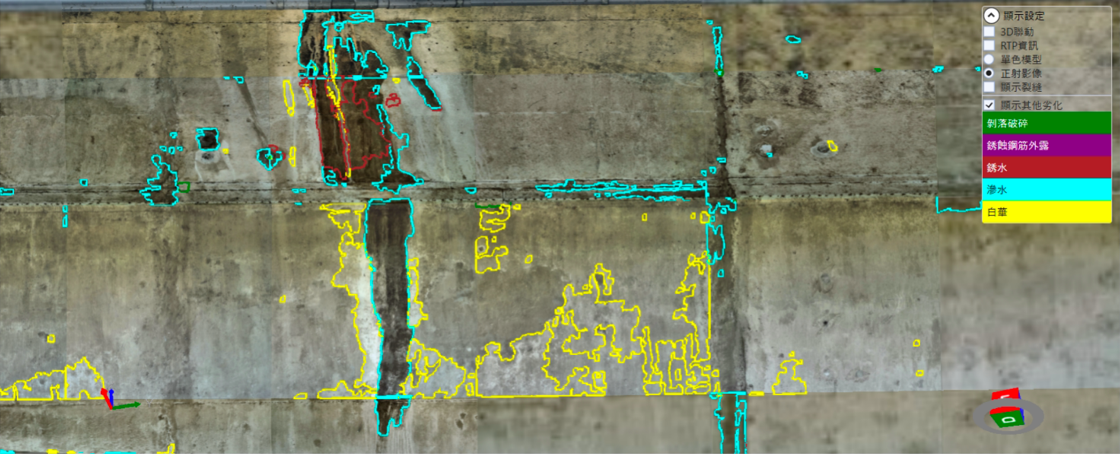 顯示設定
3D聯動
RTP資訊
單色模型
正射影像
顯示裂縫
顯示其他劣化
剝落破碎
銹蝕鋼筋外露
銹水
滲水
白華